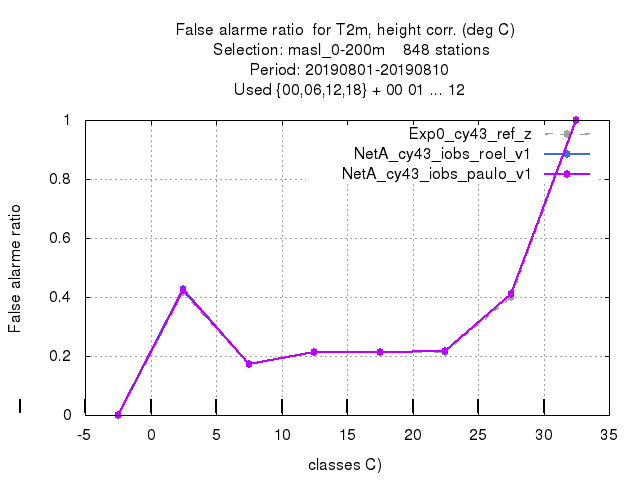 False alarme ratio  for T2m, height corr. (deg C)
Selection: masl_0-200m    848 stations
Period: 20190801-20190810
Used {00,06,12,18} + 00 01 ... 12
Exp0_cy43_ref_z
NetA_cy43_iobs_roel_v1
NetA_cy43_iobs_paulo_v1
False alarme ratio
1
0.8
0.6
0.4
0.2
0
-5 0 5 10 15 20 25 30 35
classes C)